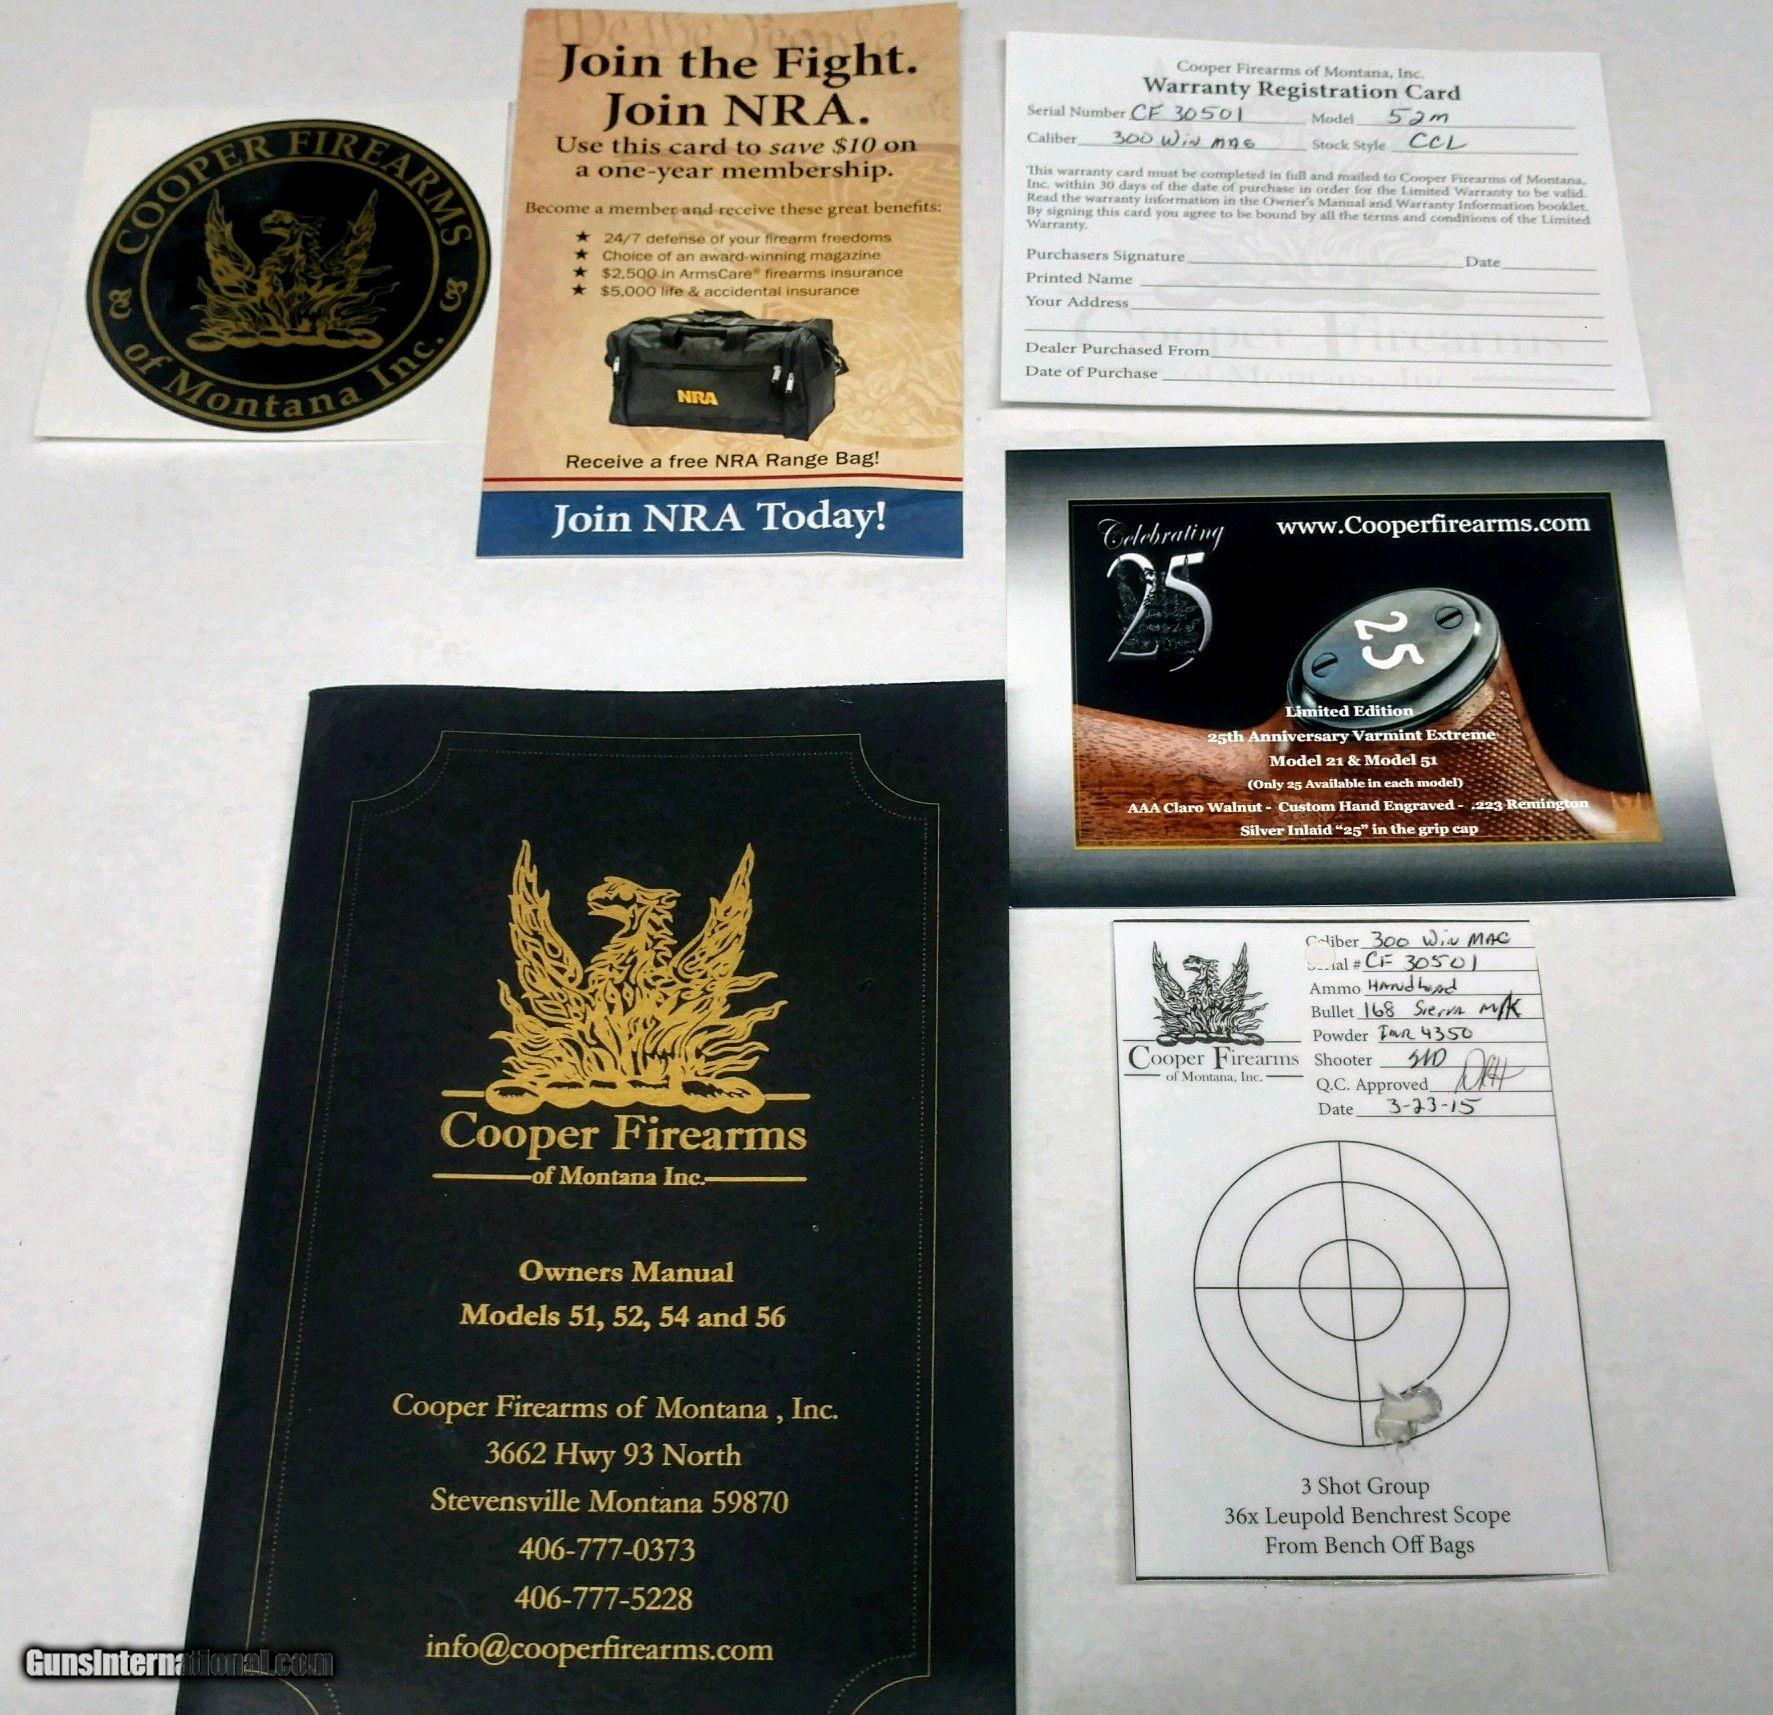 COOPER FIREARMS
of Montana Inc.
Join the Fight.
Join NRA.
Use this card to save $10 on
a one-year membership.
Become a member and receive these great benefits:
★ 24/7 defense of your firearm freedoms
★ Choice of an award-winning magazine
★ $2,500 in ArmsCare® firearms insurance
★ $5,000 life & accidental insurance
NRA
Receive a free NRA Range Bag!
Join NRA Today!
Cooper Firearms of Montana, Inc.
Warranty Registration Card
Serial Number CF 30501 Model 52M
Caliber 300 Win MAG Stock Style CCL
This warranty card must be completed in full and mailed to Cooper Firearms of Montana,
Inc. within 30 days of the date of purchase in order for the Limited Warranty to be valid.
Read the warranty information in the Owner's Manual and Warranty Information booklet.
By signing this card you agree to be bound by all the terms and conditions of the Limited
Warranty.
Purchasers Signature Date
Printed Name
Your Address
Dealer Purchased From
Date of Purchase
Cooper Firearms
of Montana Inc.
Celebrating
25
www.Cooperfirearms.com
25
Limited Edition
25th Anniversary Varmint Extreme
Model 21 & Model 51
(Only 25 Available in each model)
AAA Claro Walnut - Custom Hand Engraved - .223 Remington
Silver Inlaid “25” in the grip cap
Cooper Firearms
of Montana Inc.
Owners Manual
Models 51, 52, 54 and 56
Cooper Firearms of Montana , Inc.
3662 Hwy 93 North
Stevensville Montana 59870
406-777-0373
406-777-5228
info@cooperfirearms.com
Cooper Firearms
of Montana, Inc.
Caliber 300 Win MAG
Serial # CF 30501
Ammo Handload
Bullet 168 Sierra M/K
Powder IMR 4350
Shooter
Q.C. Approved
Date 3-23-15
3 Shot Group
36x Leupold Benchrest Scope
From Bench Off Bags
GunsInternational.com